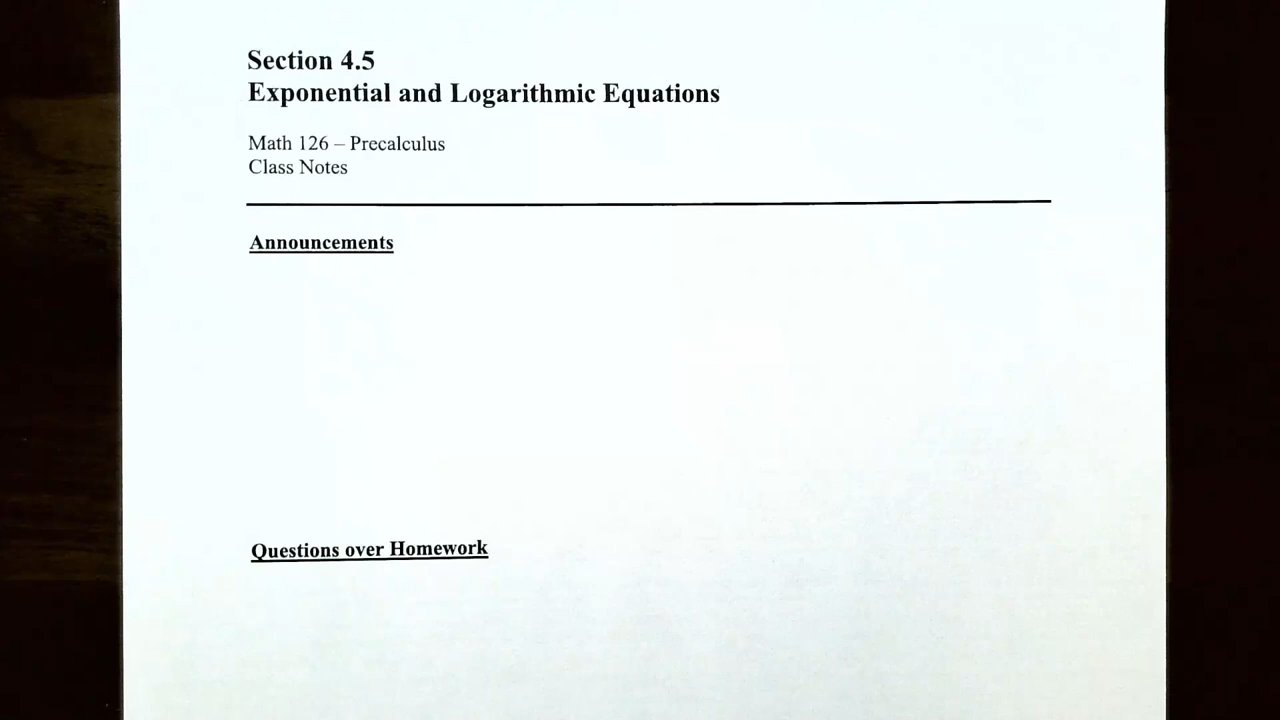 Section 4.5
Exponential and Logarithmic Equations
Math 126 – Precalculus
Class Notes
Announcements
Questions over Homework